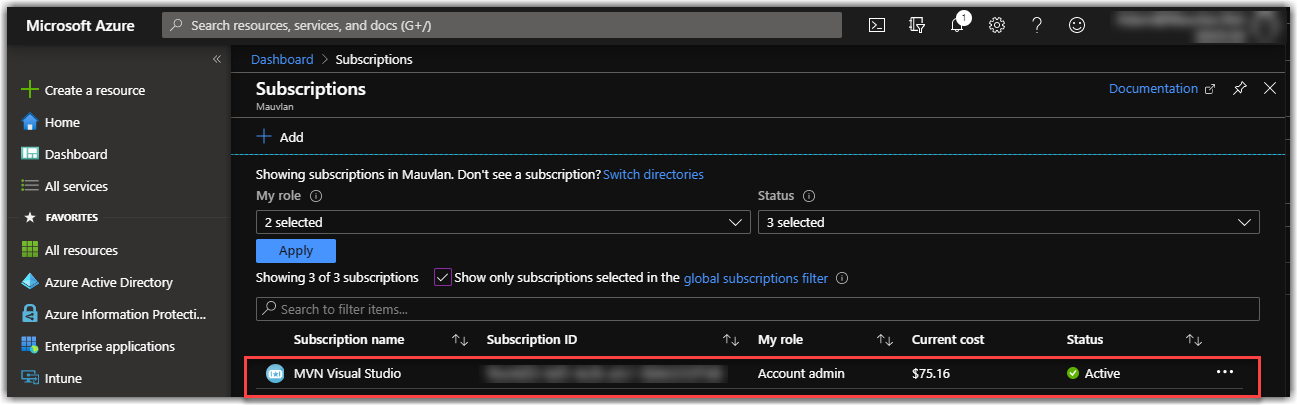 Microsoft Azure
Search resources, services, and docs (G+/)
1
«
Create a resource
Home
Dashboard
All services
FAVORITES
All resources
Azure Active Directory
Azure Information Protecti...
Enterprise applications
Intune
Dashboard > Subscriptions
Subscriptions
Mauvlan
Documentation
+ Add
Showing subscriptions in Mauvlan. Don't see a subscription? Switch directories
My role
Status
2 selected
3 selected
Apply
Showing 3 of 3 subscriptions Show only subscriptions selected in the global subscriptions filter
Search to filter items...
Subscription name Subscription ID My role Current cost Status
MVN Visual Studio Account admin $75.16 Active ...